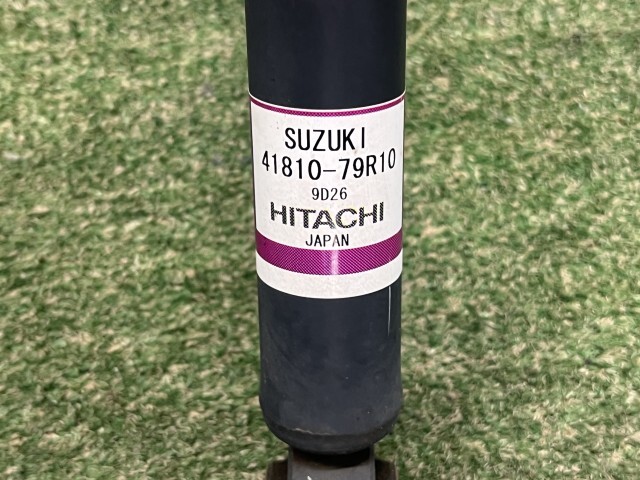 SUZUKI
41810-79R10
9D26
HITACHI
JAPAN